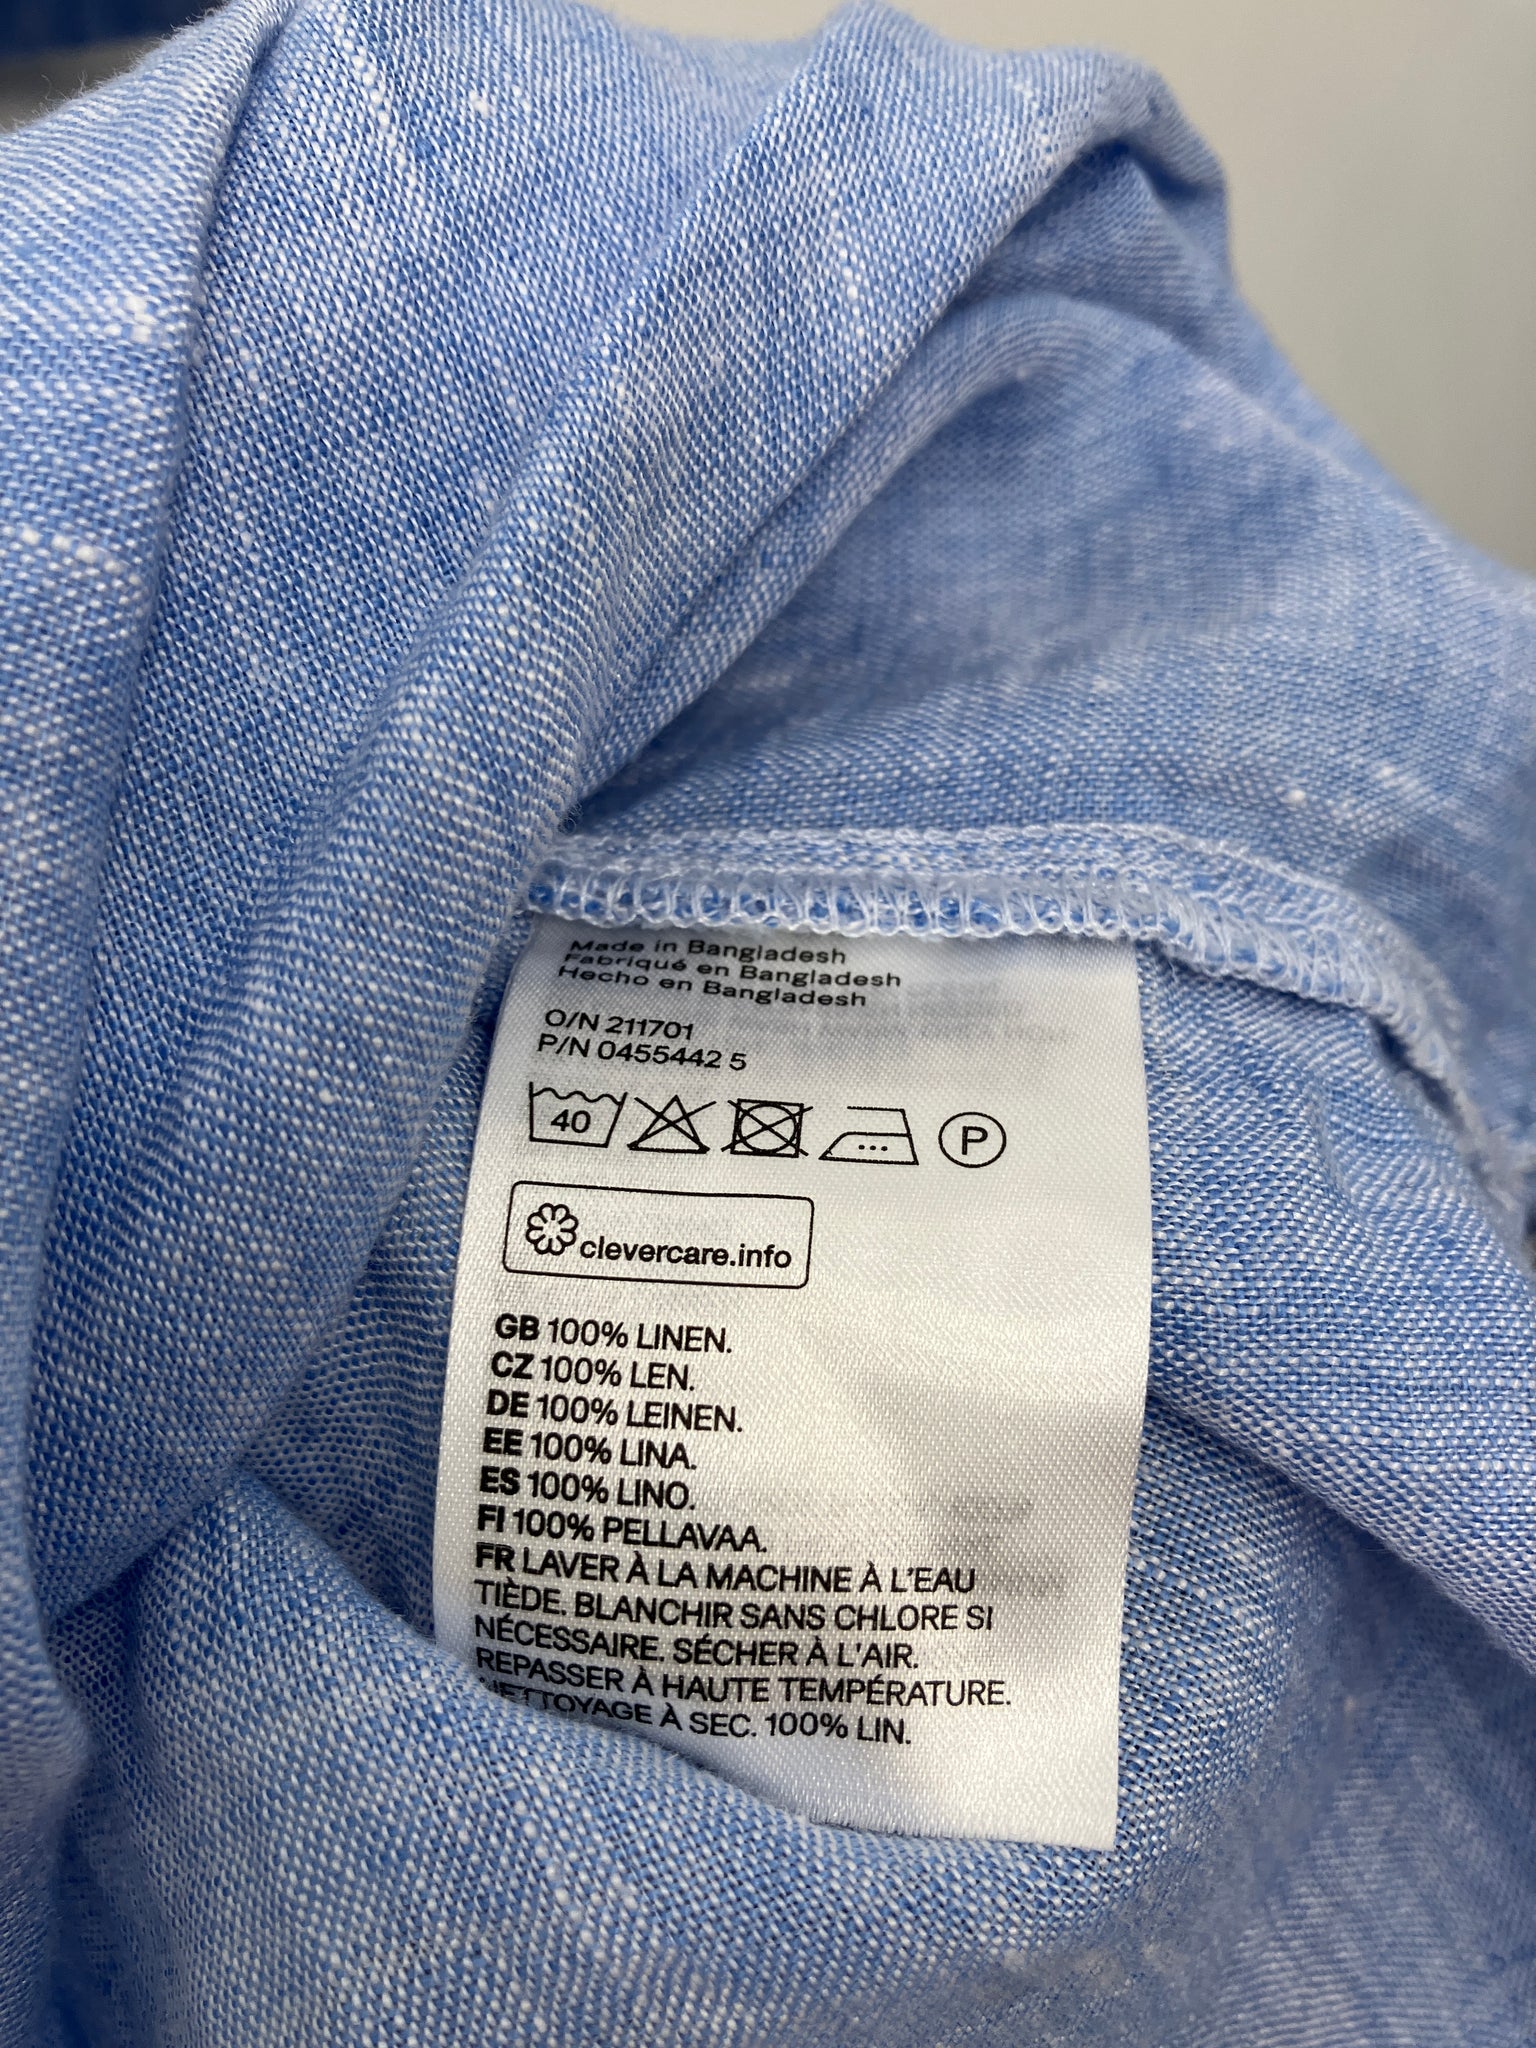 Made in Bangladesh
Fabriqué en Bangladesh
Hecho en Bangladesh
O/N 211701
P/N 0455442 5
40
P
clevercare.info
GB 100% LINEN.
CZ 100% LEN.
DE 100% LEINEN.
EE 100% LINA.
ES 100% LINO.
FI 100% PELLAVAA.
FR LAVER À LA MACHINE À L'EAU
TIÈDE. BLANCHIR SANS CHLORE SI
NÉCESSAIRE. SÉCHER À L'AIR.
REPASSER À HAUTE TEMPÉRATURE.
NETTOYAGE À SEC. 100% LIN.